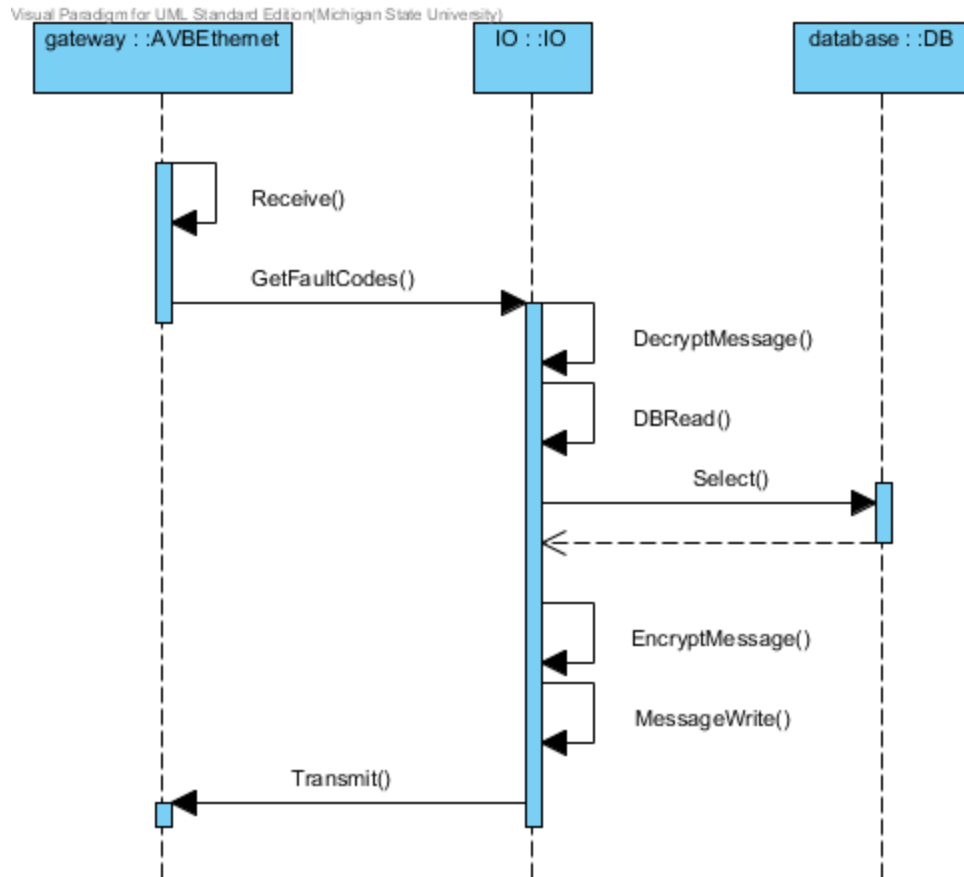 Visual Paradigm for UML Standard Edition(Michigan State University)
gateway : :AVBEthernet
IO : :IO
database : :DB
Receive()
GetFaultCodes()
DecryptMessage()
DBRead()
Select()
EncryptMessage()
MessageWrite()
Transmit()